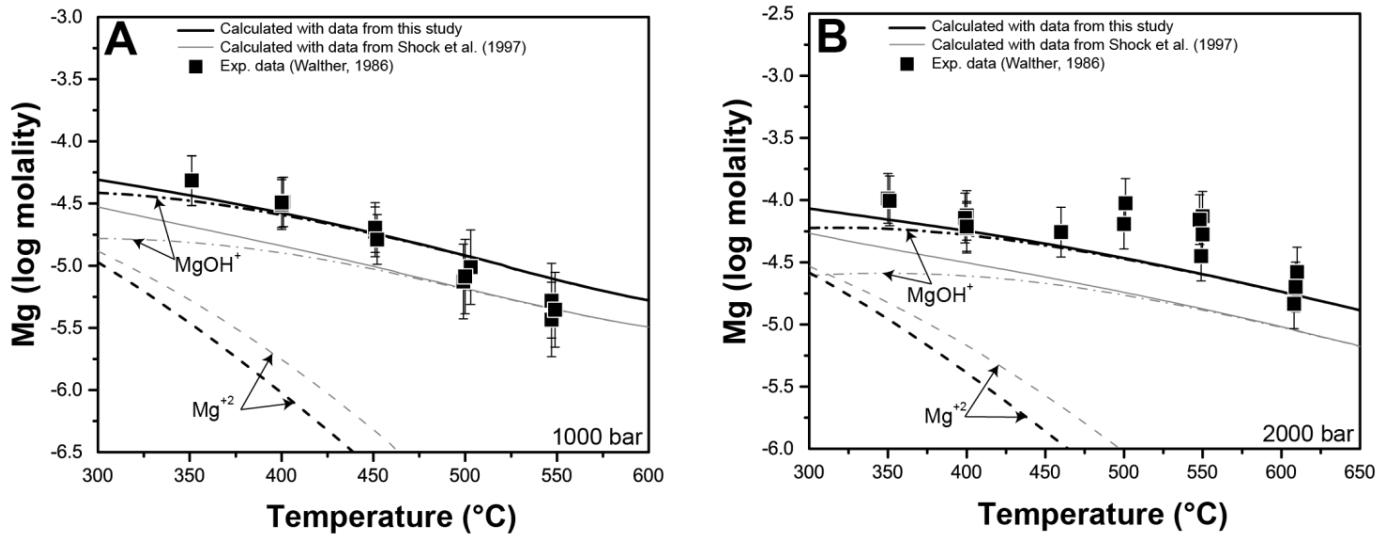 A
Calculated with data from this study
Calculated with data from Shock et al. (1997)
Exp. data (Walther, 1986)
Mg (log molality)
-3.0
-3.5
-4.0
-4.5
-5.0
-5.5
-6.0
-6.5
MgOH+
Mg+2
1000 bar
300 350 400 450 500 550 600
Temperature (°C)
B
Calculated with data from this study
Calculated with data from Shock et al. (1997)
Exp. data (Walther, 1986)
Mg (log molality)
-2.5
-3.0
-3.5
-4.0
-4.5
-5.0
-5.5
-6.0
MgOH+
Mg+2
2000 bar
300 350 400 450 500 550 600 650
Temperature (°C)